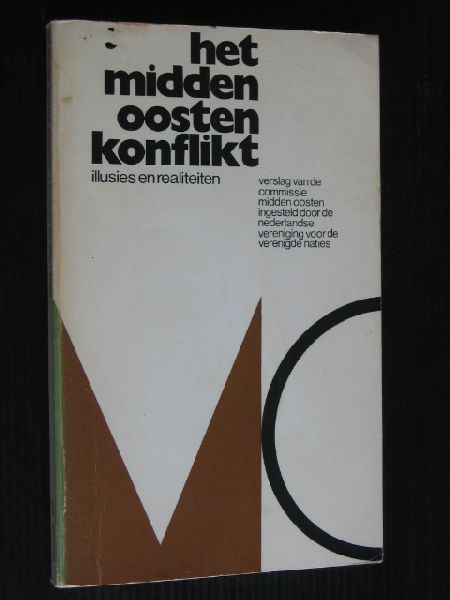 het
midden
oosten
konflikt
illusies en realiteiten
verslag van de
commissie
midden oosten
ingesteld door de
nederlandse
vereniging voor de
verenigde naties
MC